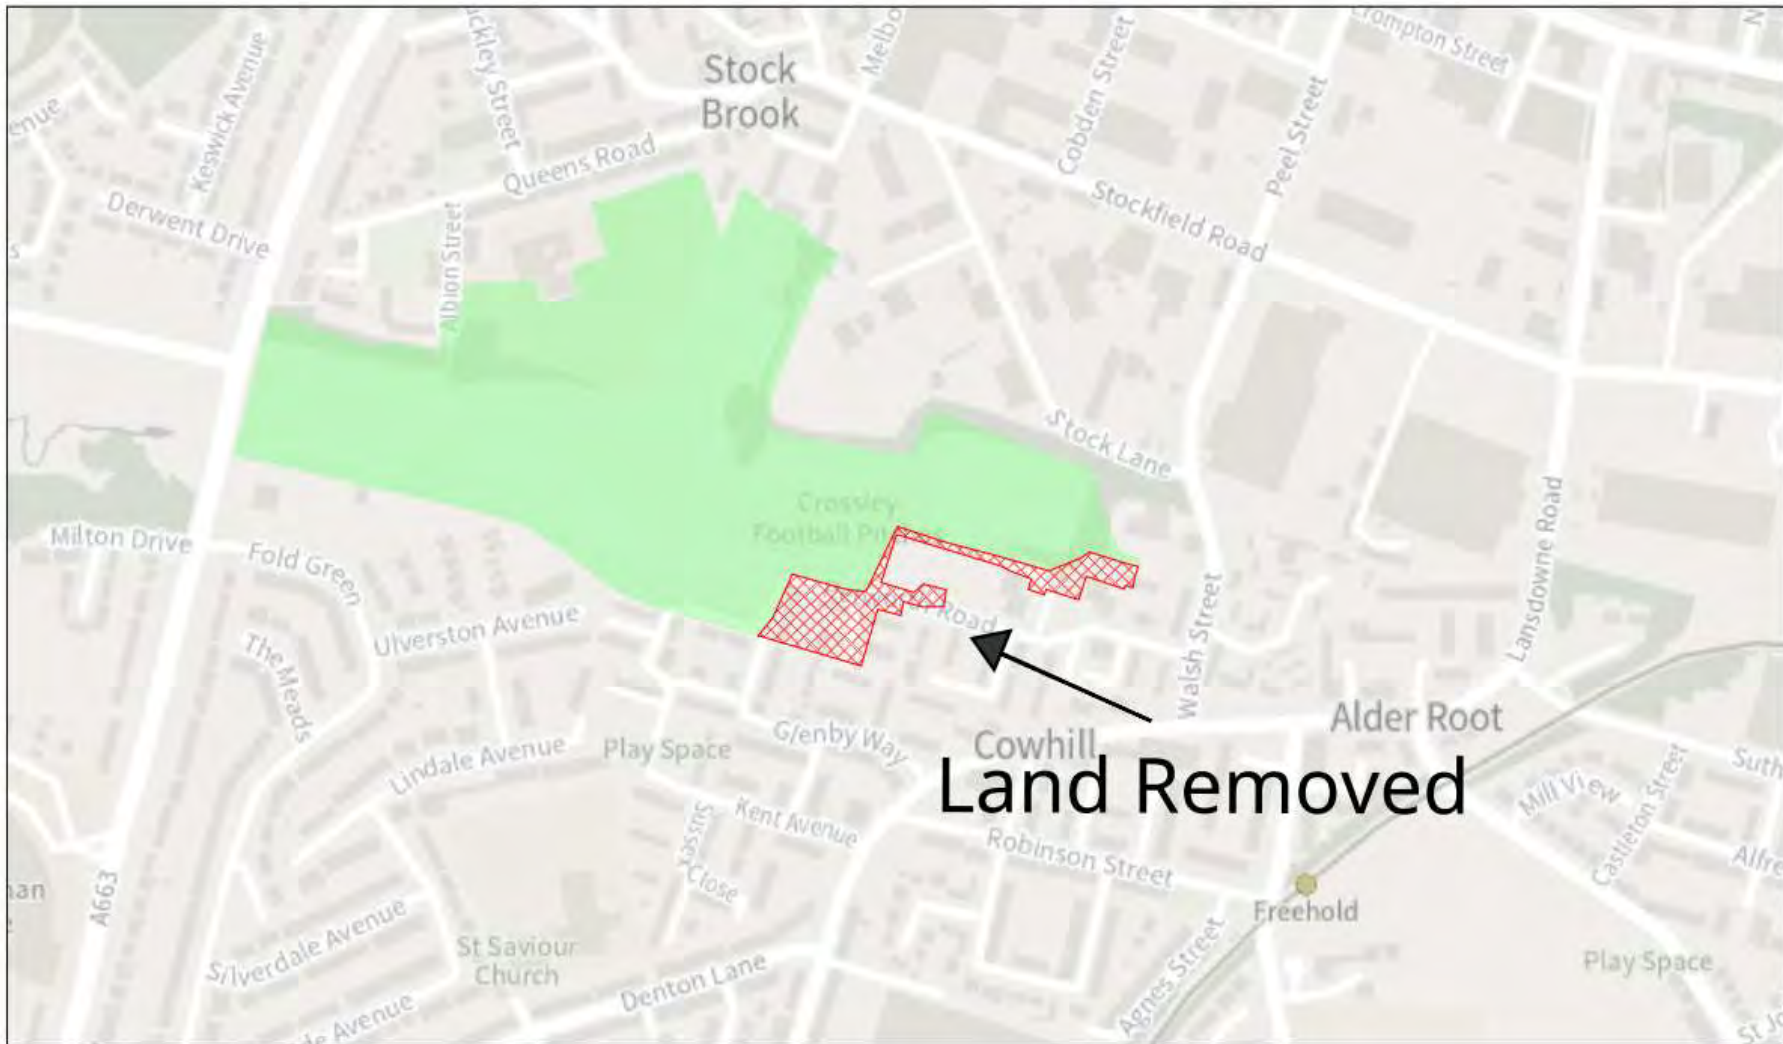 Stock
Brook
Keswick Avenue
Derwent Drive
Queens Road
Albion Street
Cobden Street
Peel Street
Crompton Street
Stockfield Road
Stock Lane
Crossley
Football
Milton Drive
Fold Green
The Meads
Ulverston Avenue
Road
Walsh Street
Lansdowne Road
Alder Root
Cowhill
Land Removed
Glenby Way
Play Space
Lindale Avenue
Kent Avenue
Close
Robinson Street
Mill View
Castleton Street
A663
Silverdale Avenue
St Saviour
Church
Denton Lane
Agnes Street
Freehold
Play Space
Avenue